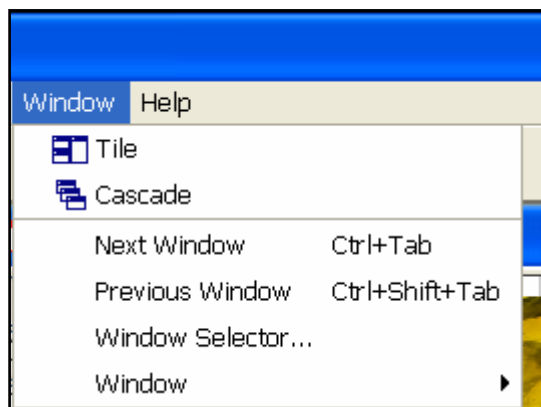 Window Help
Tile
Cascade
Next Window Ctrl+Tab
Previous Window Ctrl+Shift+Tab
Window Selector...
Window